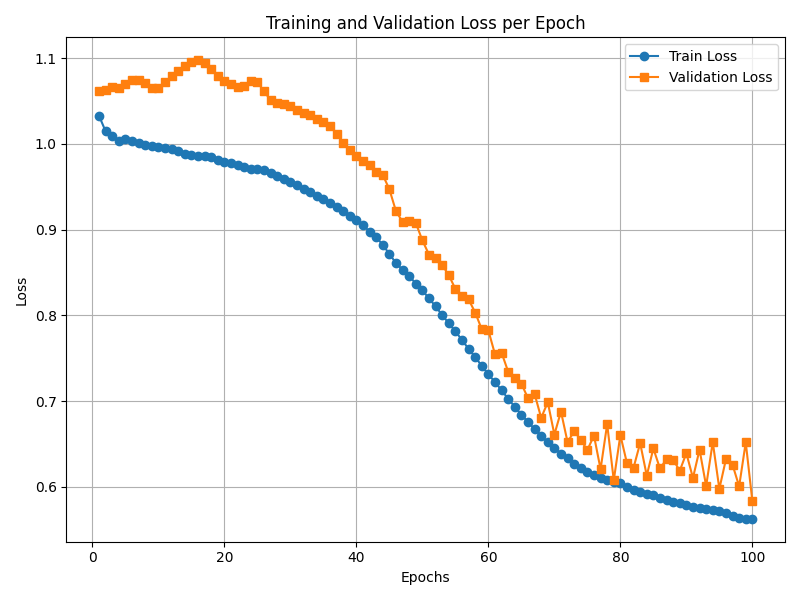 Training and Validation Loss per Epoch
Train Loss
Validation Loss
1.1
1.0
0.9
0.8
0.7
0.6
Loss
0 20 40 60 80 100
Epochs